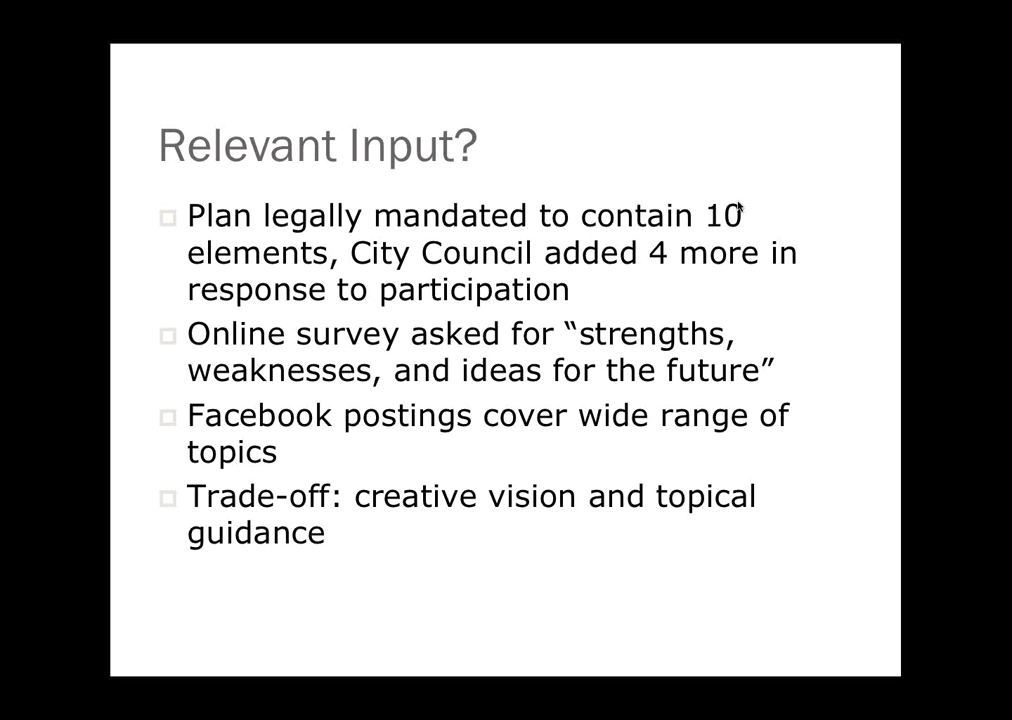 Relevant Input?
Plan legally mandated to contain 10
elements, City Council added 4 more in
response to participation
Online survey asked for “strengths,
weaknesses, and ideas for the future”
Facebook postings cover wide range of
topics
Trade-off: creative vision and topical
guidance